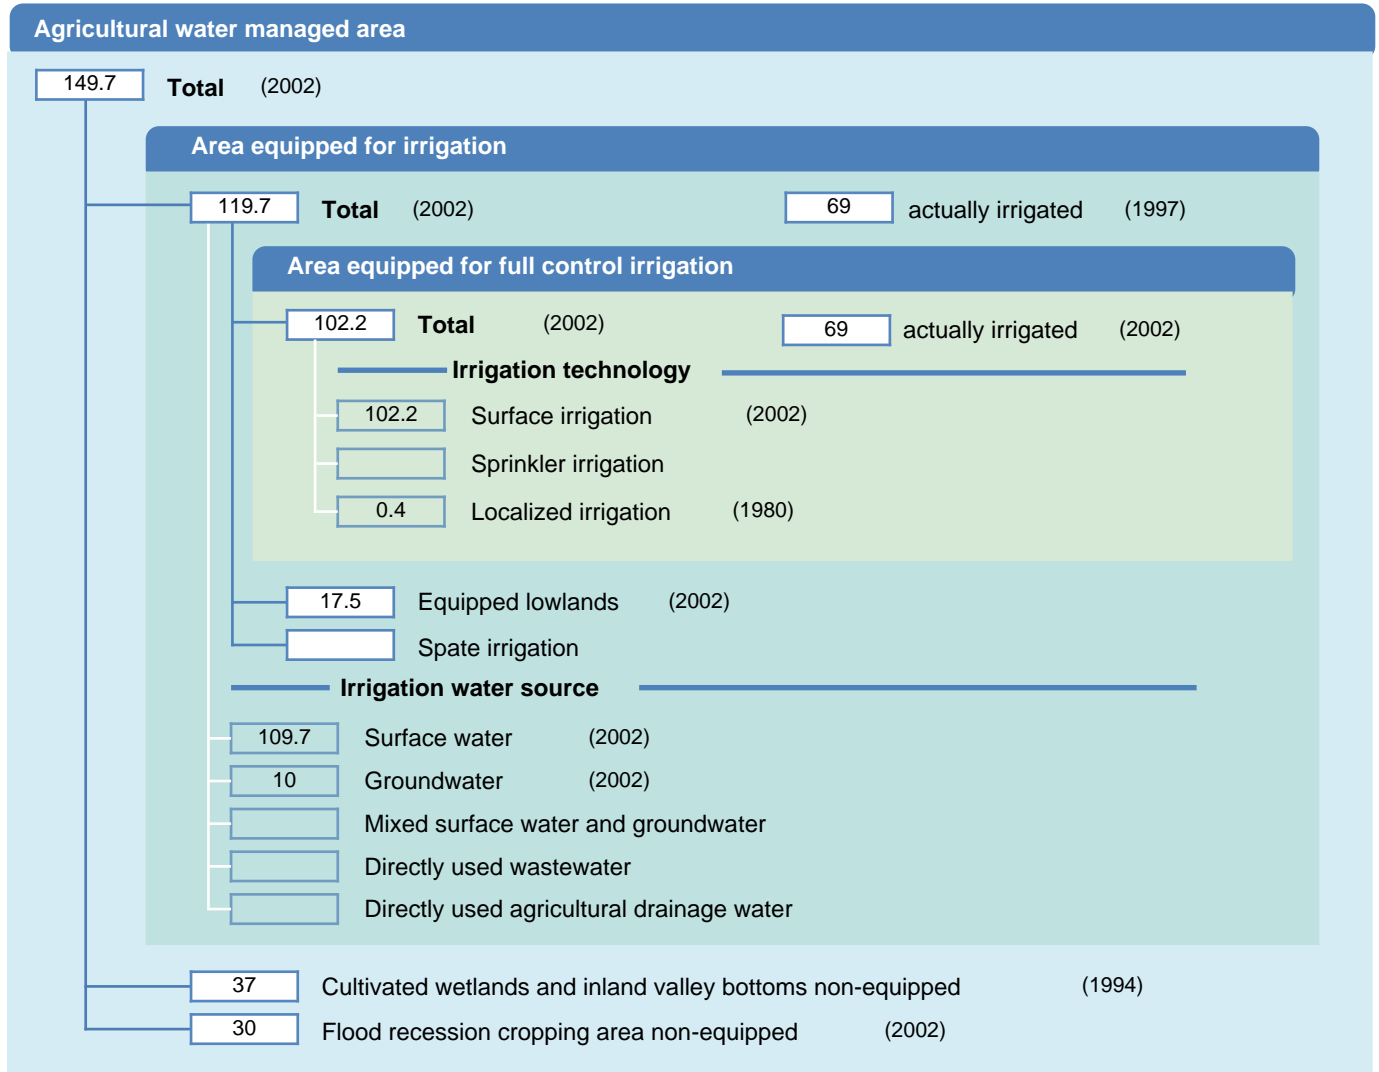 Agricultural water managed area
149.7 Total (2002)
Area equipped for irrigation
119.7 Total (2002) 69 actually irrigated (1997)
Area equipped for full control irrigation
102.2 Total (2002) 69 actually irrigated (2002)
Irrigation technology
102.2 Surface irrigation (2002)
Sprinkler irrigation
0.4 Localized irrigation (1980)
17.5 Equipped lowlands (2002)
Spate irrigation
Irrigation water source
109.7 Surface water (2002)
10 Groundwater (2002)
Mixed surface water and groundwater
Directly used wastewater
Directly used agricultural drainage water
37 Cultivated wetlands and inland valley bottoms non-equipped (1994)
30 Flood recession cropping area non-equipped (2002)